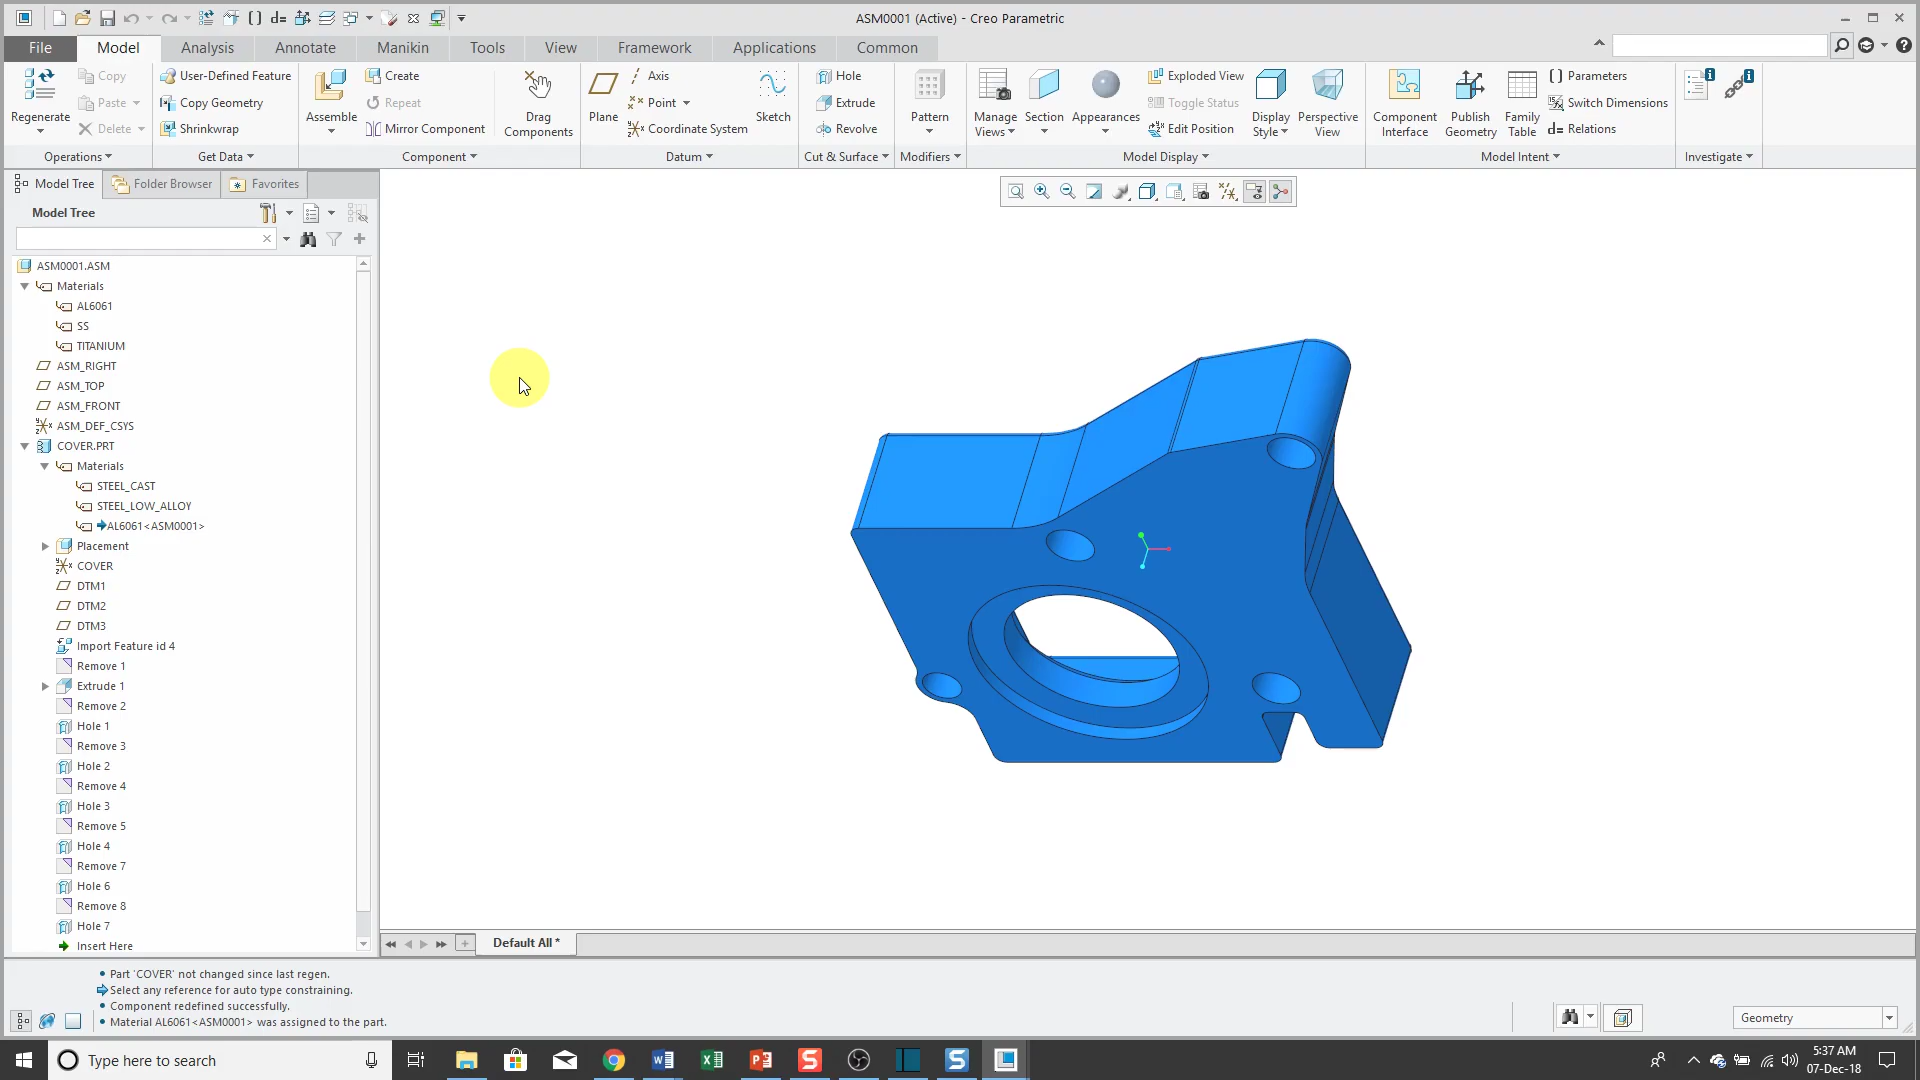 ASM0001 (Active) - Creo Parametric
File Model Analysis Annotate Manikin Tools View Framework Applications Common
Regenerate
Copy
Paste
Delete
Operations
User-Defined Feature
Copy Geometry
Shrinkwrap
Get Data
Assemble
Create
Repeat
Mirror Component
Drag
Components
Component
Plane
Axis
Point
Coordinate System
Sketch
Datum
Hole
Extrude
Revolve
Cut & Surface
Pattern
Modifiers
Manage
Views
Section
Appearances
Exploded View
Toggle Status
Edit Position
Display
Style
Perspective
View
Model Display
Component
Interface
Publish
Geometry
Family
Table
Parameters
Switch Dimensions
d= Relations
Model Intent
Investigate
Model Tree Folder Browser Favorites
Model Tree
ASM0001.ASM
Materials
AL6061
SS
TITANIUM
ASM_RIGHT
ASM_TOP
ASM_FRONT
ASM_DEF_CSYS
COVER.PRT
Materials
STEEL_CAST
STEEL_LOW_ALLOY
AL6061<ASM0001>
Placement
COVER
DTM1
DTM2
DTM3
Import Feature id 4
Remove 1
Extrude 1
Remove 2
Hole 1
Remove 3
Hole 2
Remove 4
Hole 3
Remove 5
Hole 4
Remove 7
Hole 6
Remove 8
Hole 7
Insert Here
Default All *
• Part 'COVER' not changed since last regen.
Select any reference for auto type constraining.
• Component redefined successfully.
• Material AL6061<ASM0001> was assigned to the part.
Geometry
Type here to search
5:37 AM
07-Dec-18